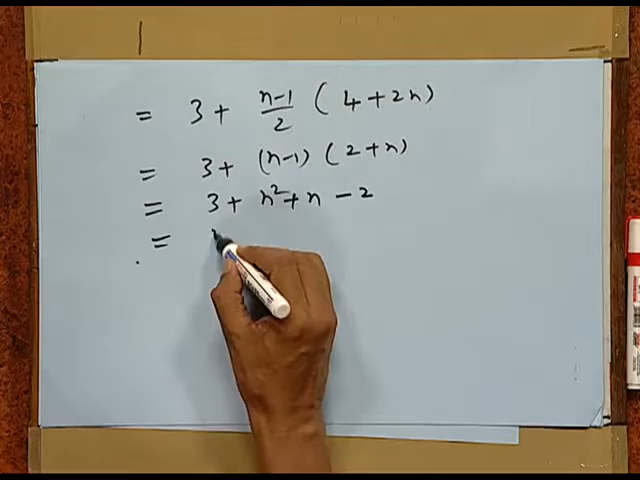 = 3 + (n-1)/2 (4+2n)
= 3 + (n-1) (2+n)
= 3 + n² + n - 2
=